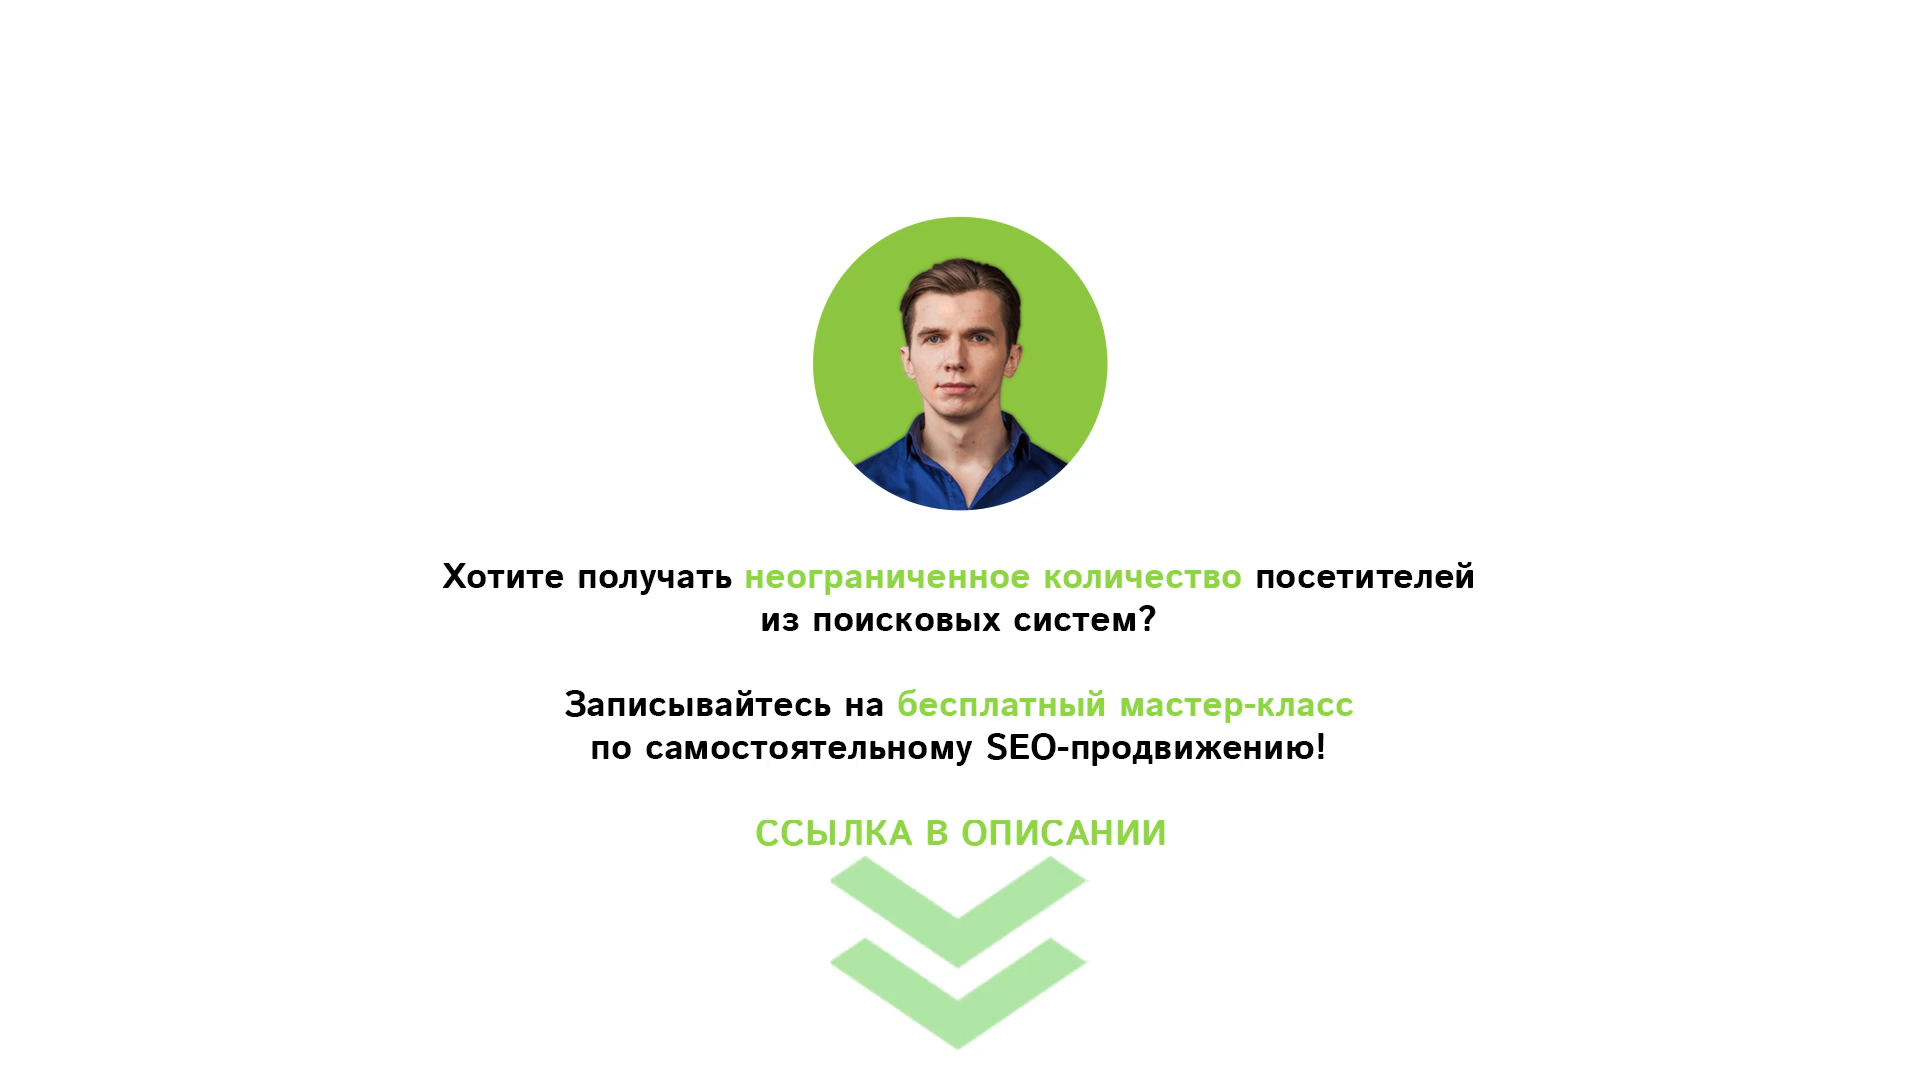 Хотите получать неограниченное количество посетителей
из поисковых систем?
Записывайтесь на бесплатный мастер-класс
по самостоятельному SEO-продвижению!
ССЫЛКА В ОПИСАНИИ